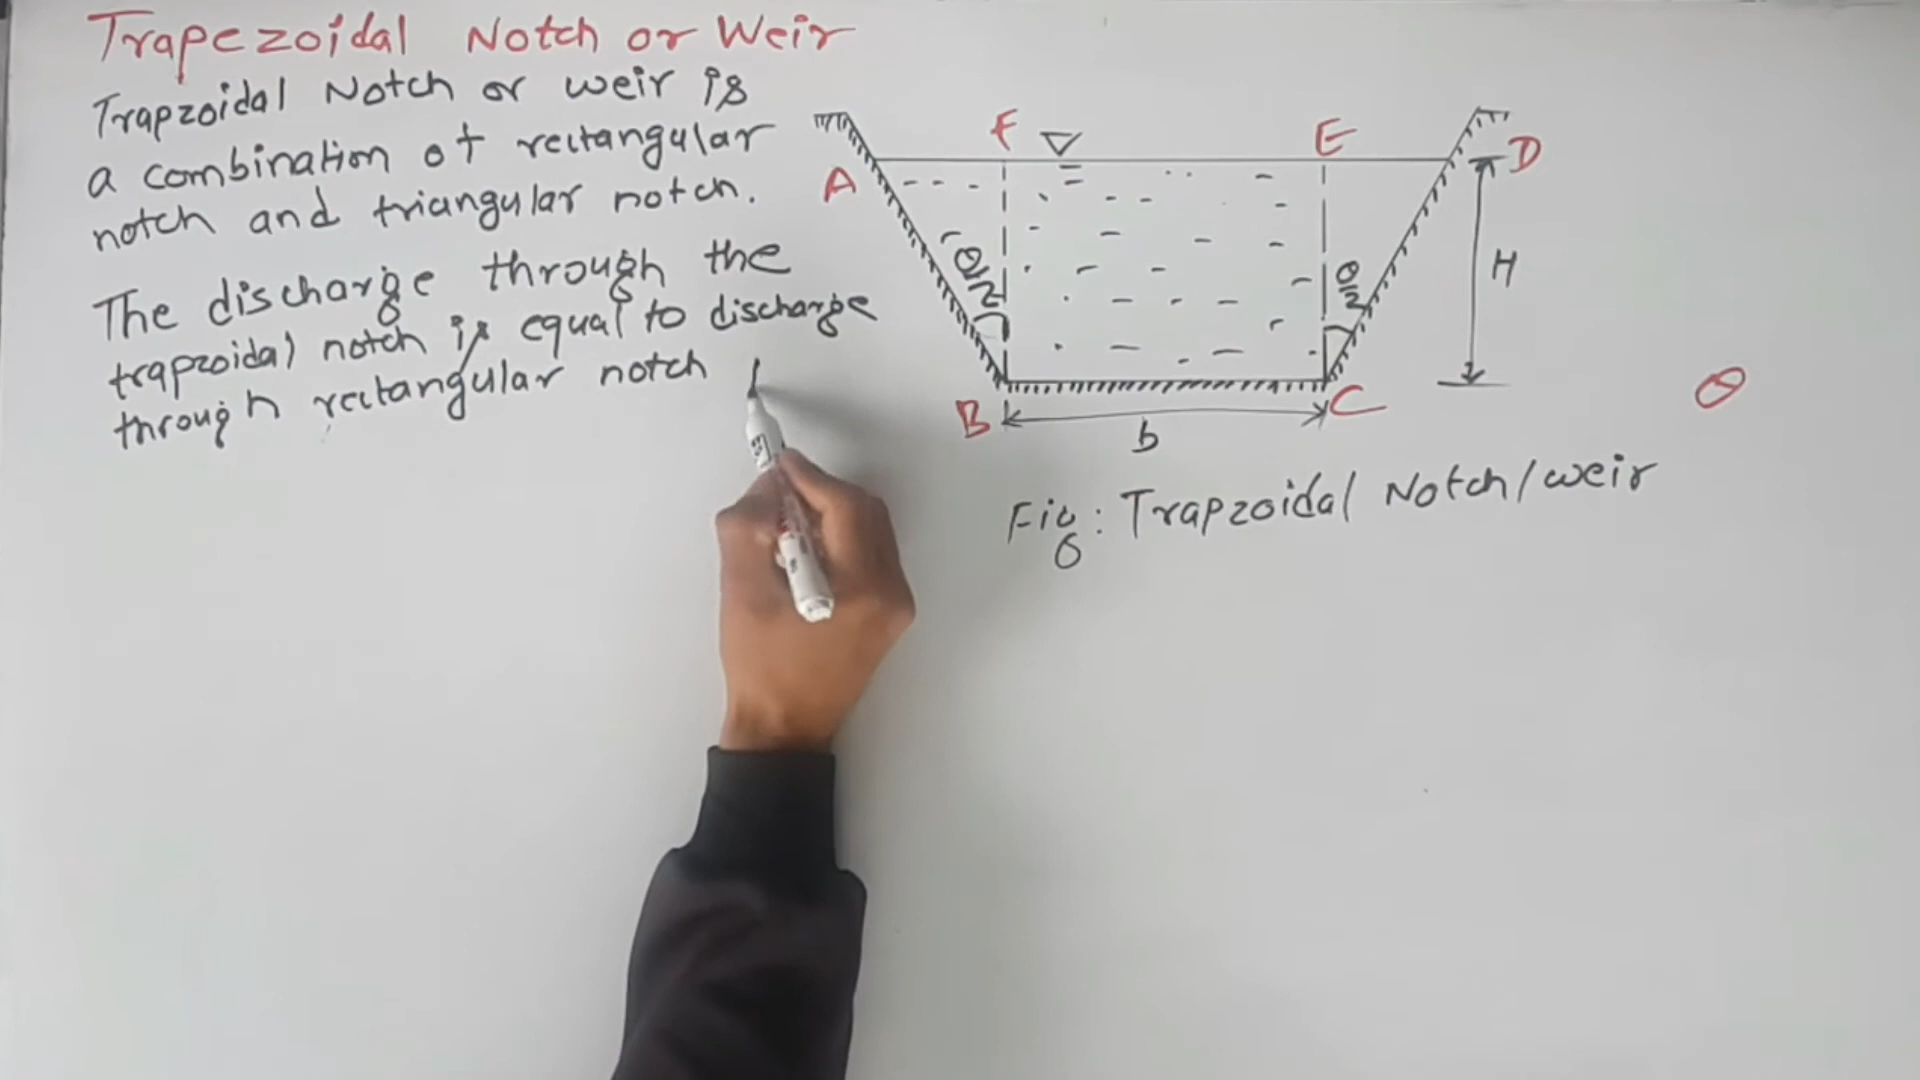 Trapezoidal Notch or Weir
Trapzoidal Notch or weir is
a combination of rectangular
notch and triangular notch.
The discharge through the
trapzoidal notch is equal to discharge
through rectangular notch
F
E
A
D
θ/2
θ/2
H
B
C
b
θ
Fig: Trapzoidal Notch/weir